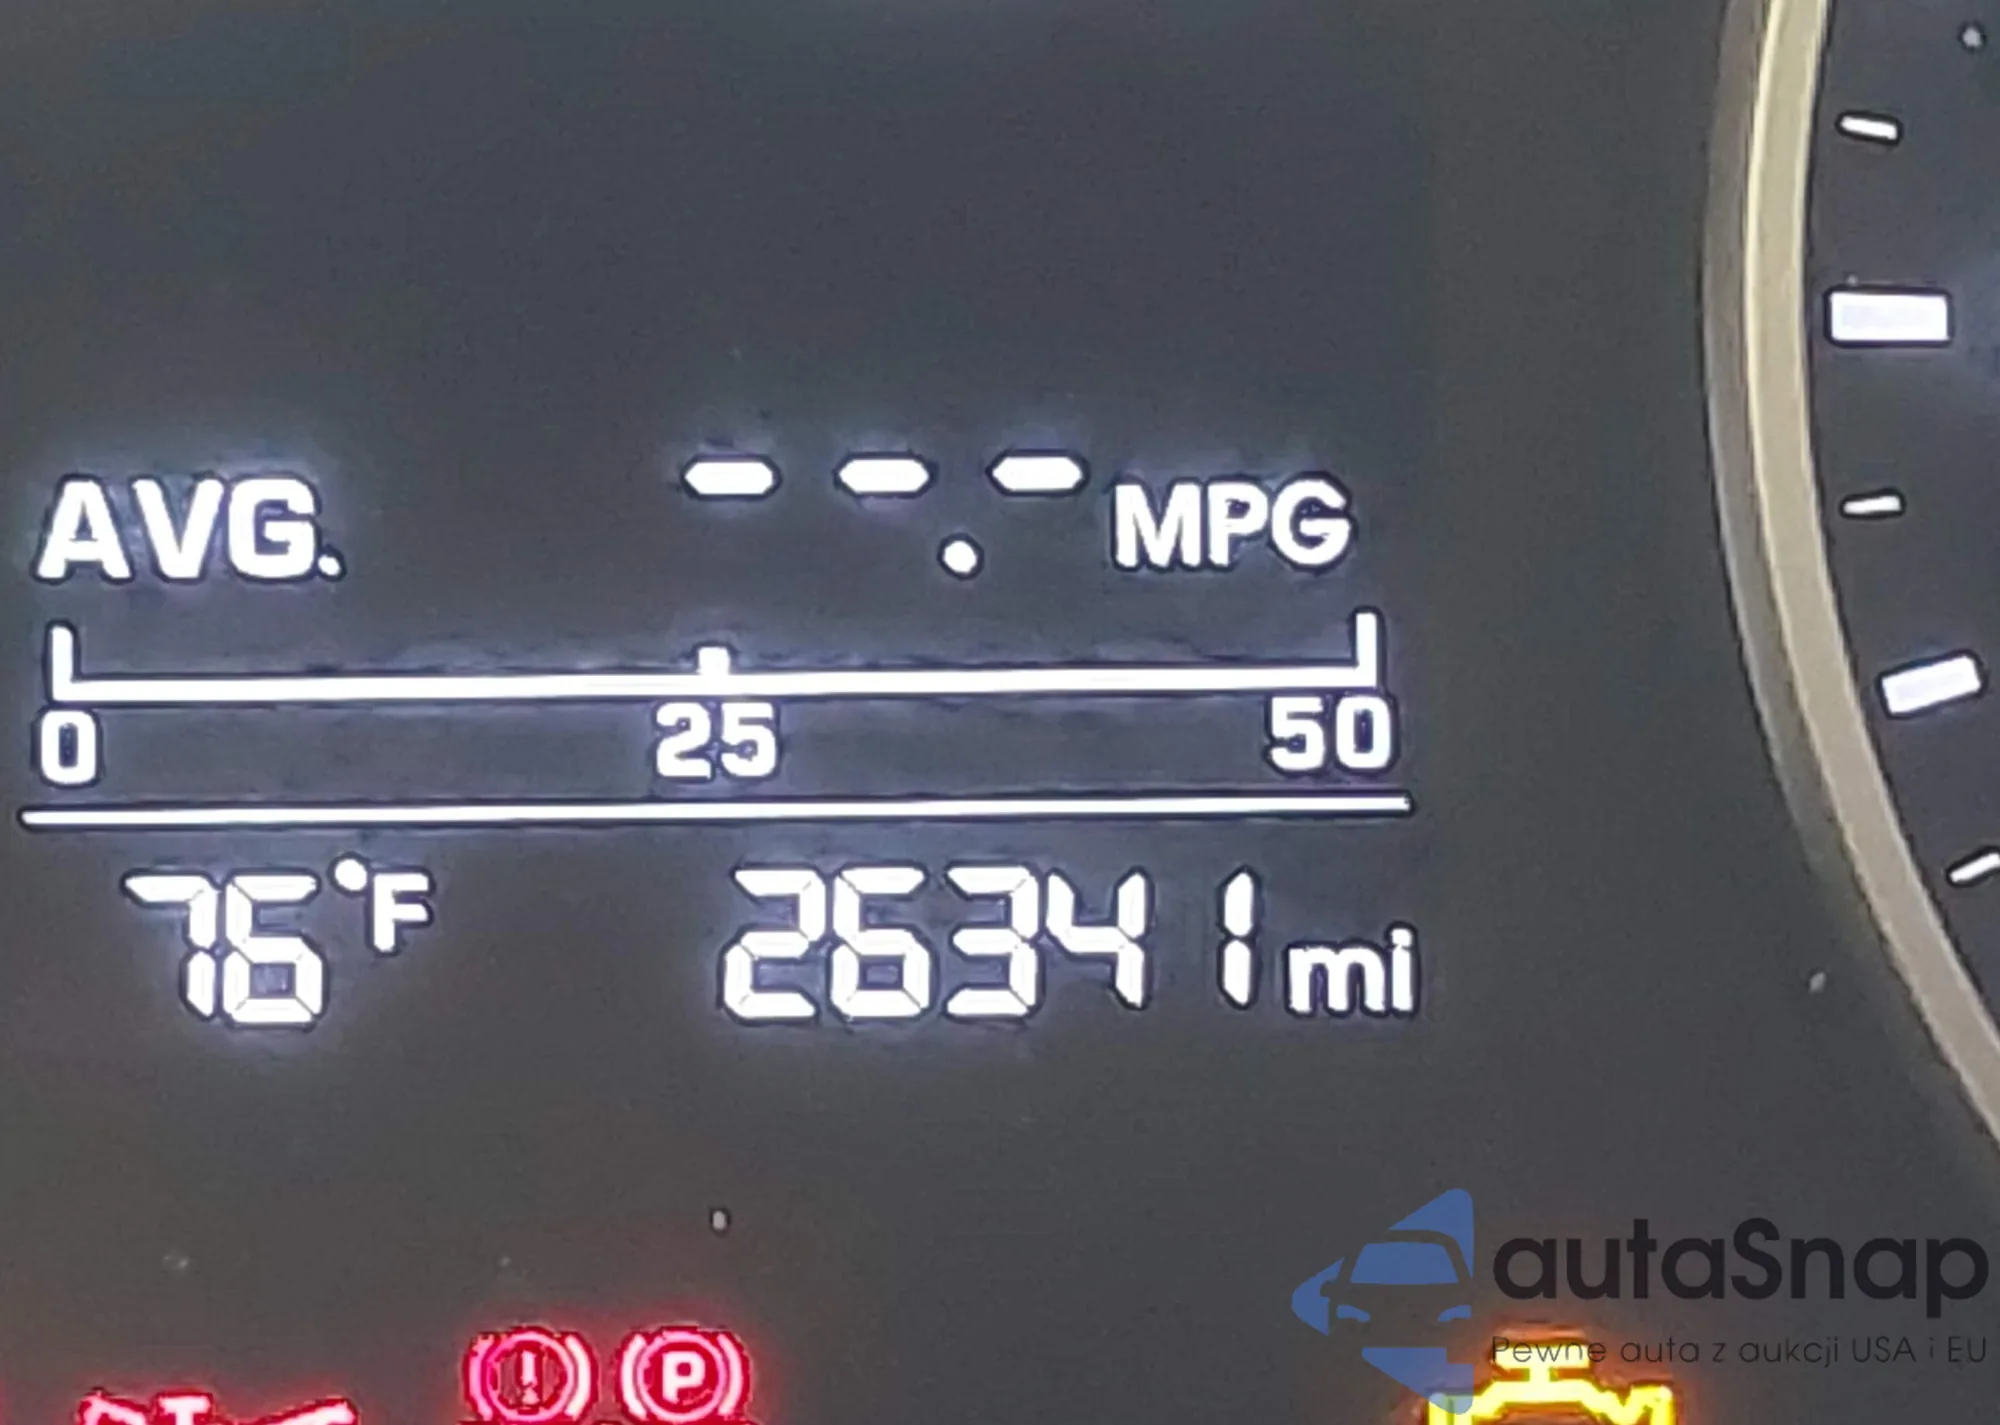 AVG. --.- MPG
0 25 50
76°F 26341 mi
autaSnap
Pewne auta z aukcji USA i EU
! P